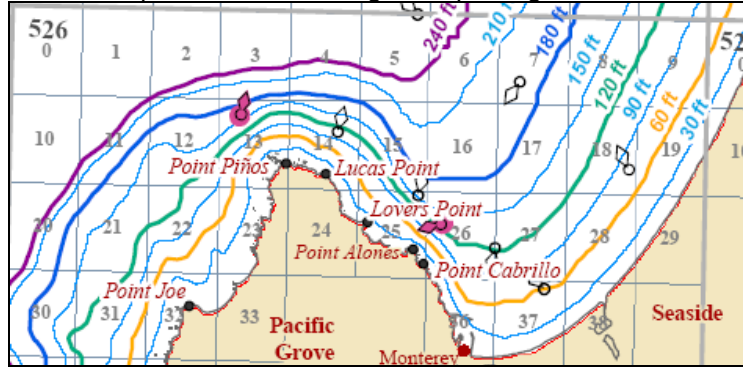 526
52
0
1
2
3
4
5
6
7
8
9
240 ft
210 ft
180 ft
150 ft
120 ft
90 ft
60 ft
30 ft
10
11
12
13
14
15
16
17
18
19
Point Piños
Lucas Point
Lovers Point
20
21
22
23
24
25
26
27
28
29
Point Alones
Point Cabrillo
Point Joe
30
31
32
33
36
37
38
Pacific
Grove
Seaside
Monterey